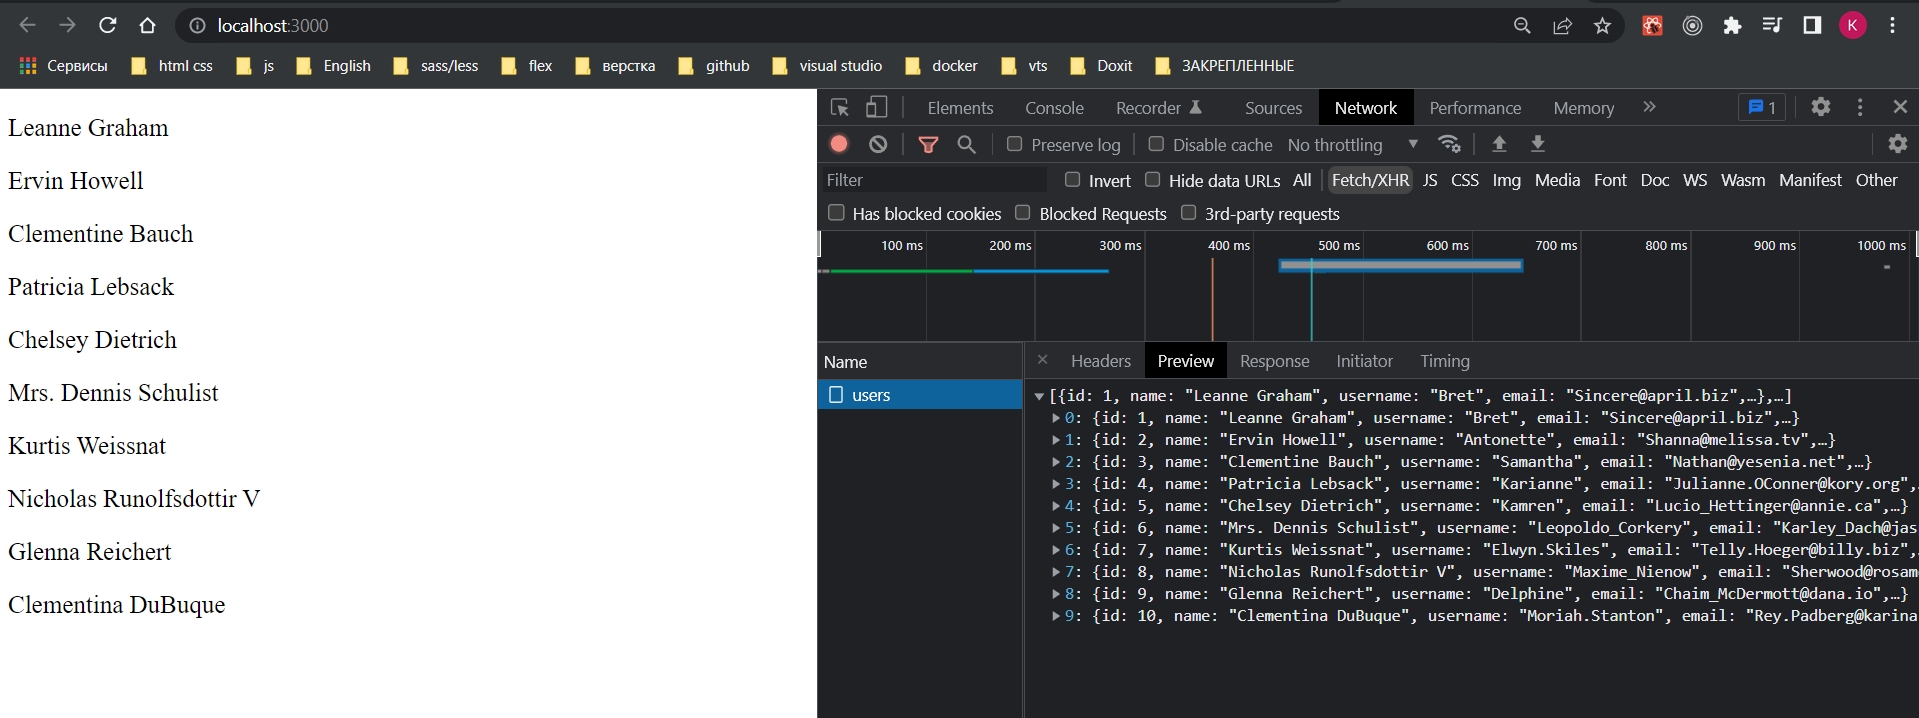 localhost:3000
K
Сервисы html css js English sass/less flex верстка github visual studio docker vts Doxit ЗАКРЕПЛЕННЫЕ
Leanne Graham
Ervin Howell
Clementine Bauch
Patricia Lebsack
Chelsey Dietrich
Mrs. Dennis Schulist
Kurtis Weissnat
Nicholas Runolfsdottir V
Glenna Reichert
Clementina DuBuque
Elements Console Recorder Sources Network Performance Memory 1
Preserve log Disable cache No throttling
Filter Invert Hide data URLs All Fetch/XHR JS CSS Img Media Font Doc WS Wasm Manifest Other
Has blocked cookies Blocked Requests 3rd-party requests
100 ms 200 ms 300 ms 400 ms 500 ms 600 ms 700 ms 800 ms 900 ms 1000 ms
Name
users
Headers Preview Response Initiator Timing
[{id: 1, name: "Leanne Graham", username: "Bret", email: "Sincere@april.biz",…},…]
0: {id: 1, name: "Leanne Graham", username: "Bret", email: "Sincere@april.biz",…}
1: {id: 2, name: "Ervin Howell", username: "Antonette", email: "Shanna@melissa.tv",…}
2: {id: 3, name: "Clementine Bauch", username: "Samantha", email: "Nathan@yesenia.net",…}
3: {id: 4, name: "Patricia Lebsack", username: "Karianne", email: "Julianne.OConner@kory.org",
4: {id: 5, name: "Chelsey Dietrich", username: "Kamren", email: "Lucio_Hettinger@annie.ca",…}
5: {id: 6, name: "Mrs. Dennis Schulist", username: "Leopoldo_Corkery", email: "Karley_Dach@jas
6: {id: 7, name: "Kurtis Weissnat", username: "Elwyn.Skiles", email: "Telly.Hoeger@billy.biz",
7: {id: 8, name: "Nicholas Runolfsdottir V", username: "Maxime_Nienow", email: "Sherwood@rosam
8: {id: 9, name: "Glenna Reichert", username: "Delphine", email: "Chaim_McDermott@dana.io",…}
9: {id: 10, name: "Clementina DuBuque", username: "Moriah.Stanton", email: "Rey.Padberg@karina